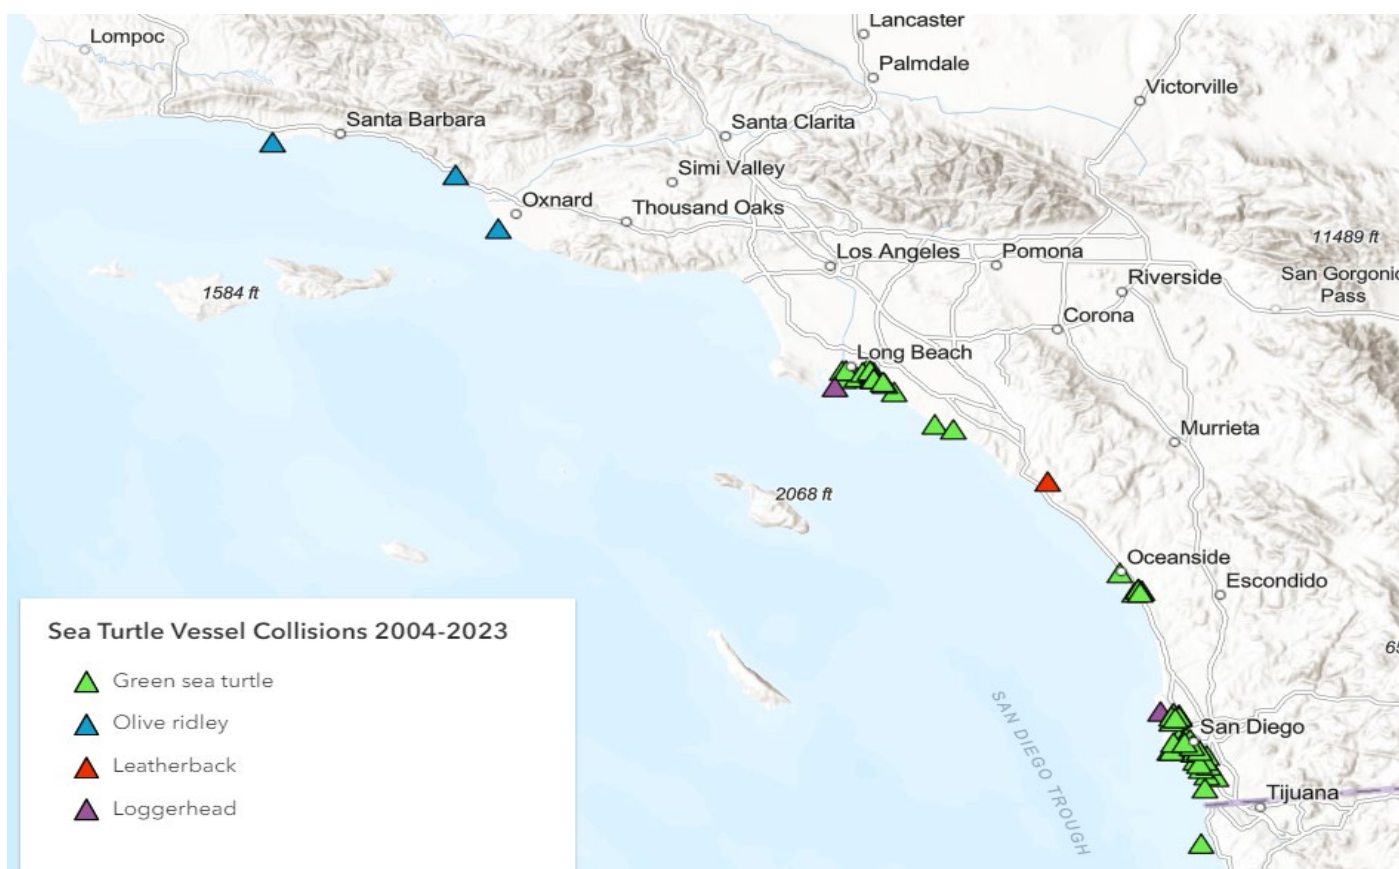 Lancaster
Lompoc
Palmdale
Victorville
Santa Barbara
Santa Clarita
Simi Valley
Oxnard
Thousand Oaks
11489 ft
Los Angeles
Pomona
Riverside
San Gorgonio
Pass
1584 ft
Corona
Long Beach
Murrieta
2068 ft
Oceanside
Escondido
Sea Turtle Vessel Collisions 2004-2023
Green sea turtle
Olive ridley
Leatherback
Loggerhead
SAN DIEGO TROUGH
San Diego
Tijuana